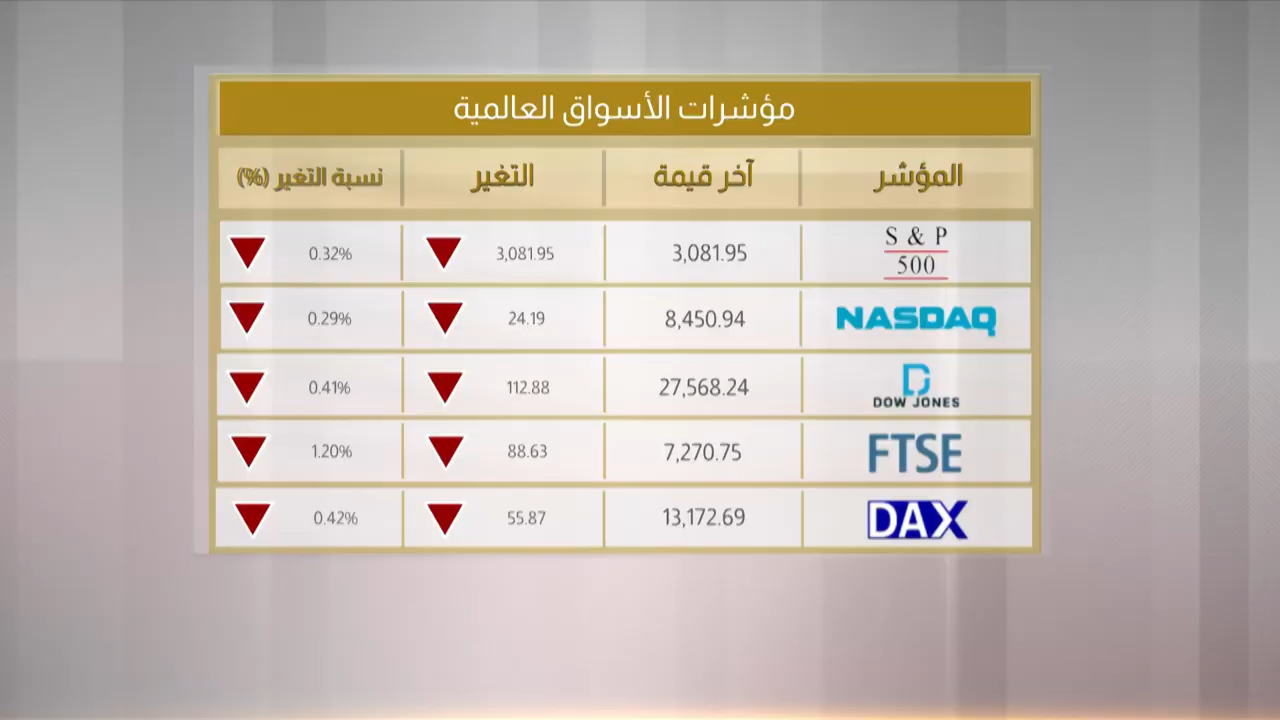 مؤشرات الأسواق العالمية
المؤشر آخر قيمة التغير نسبة التغير (%)
S & P
500
3,081.95 3,081.95 0.32%
NASDAQ 8,450.94 24.19 0.29%
DOW JONES 27,568.24 112.88 0.41%
FTSE 7,270.75 88.63 1.20%
DAX 13,172.69 55.87 0.42%